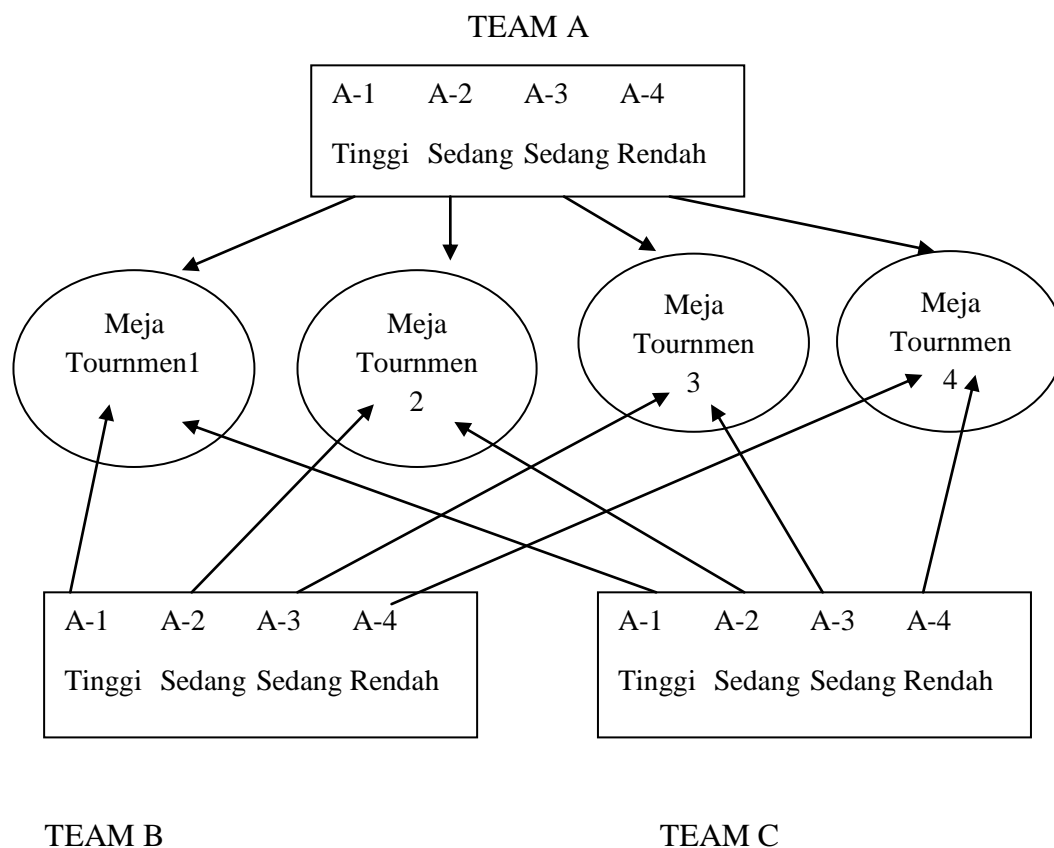 TEAM A
A-1 A-2 A-3 A-4
Tinggi Sedang Sedang Rendah
Meja
Tournmen1
Meja
Tournmen
2
Meja
Tournmen
3
Meja
Tournmen
4
A-1 A-2 A-3 A-4
Tinggi Sedang Sedang Rendah
A-1 A-2 A-3 A-4
Tinggi Sedang Sedang Rendah
TEAM B
TEAM C